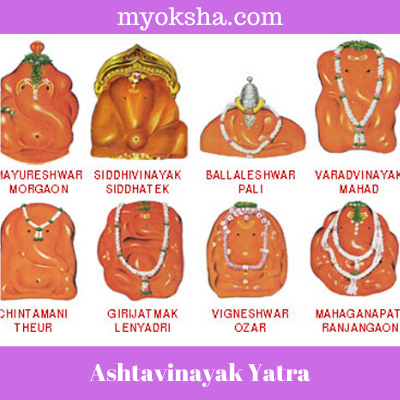 myoksha.com
MAYURESHWAR
MORGAON
SIDDHIVINAYAK
SIDDHATEK
BALLALESHWAR
PALI
VARADVINAYAK
MAHAD
CHINTAMANI
THEUR
GIRIJATMAK
LENYADRI
VIGNESHWAR
OZAR
MAHAGANAPAT
RANJANGAON
Ashtavinayak Yatra